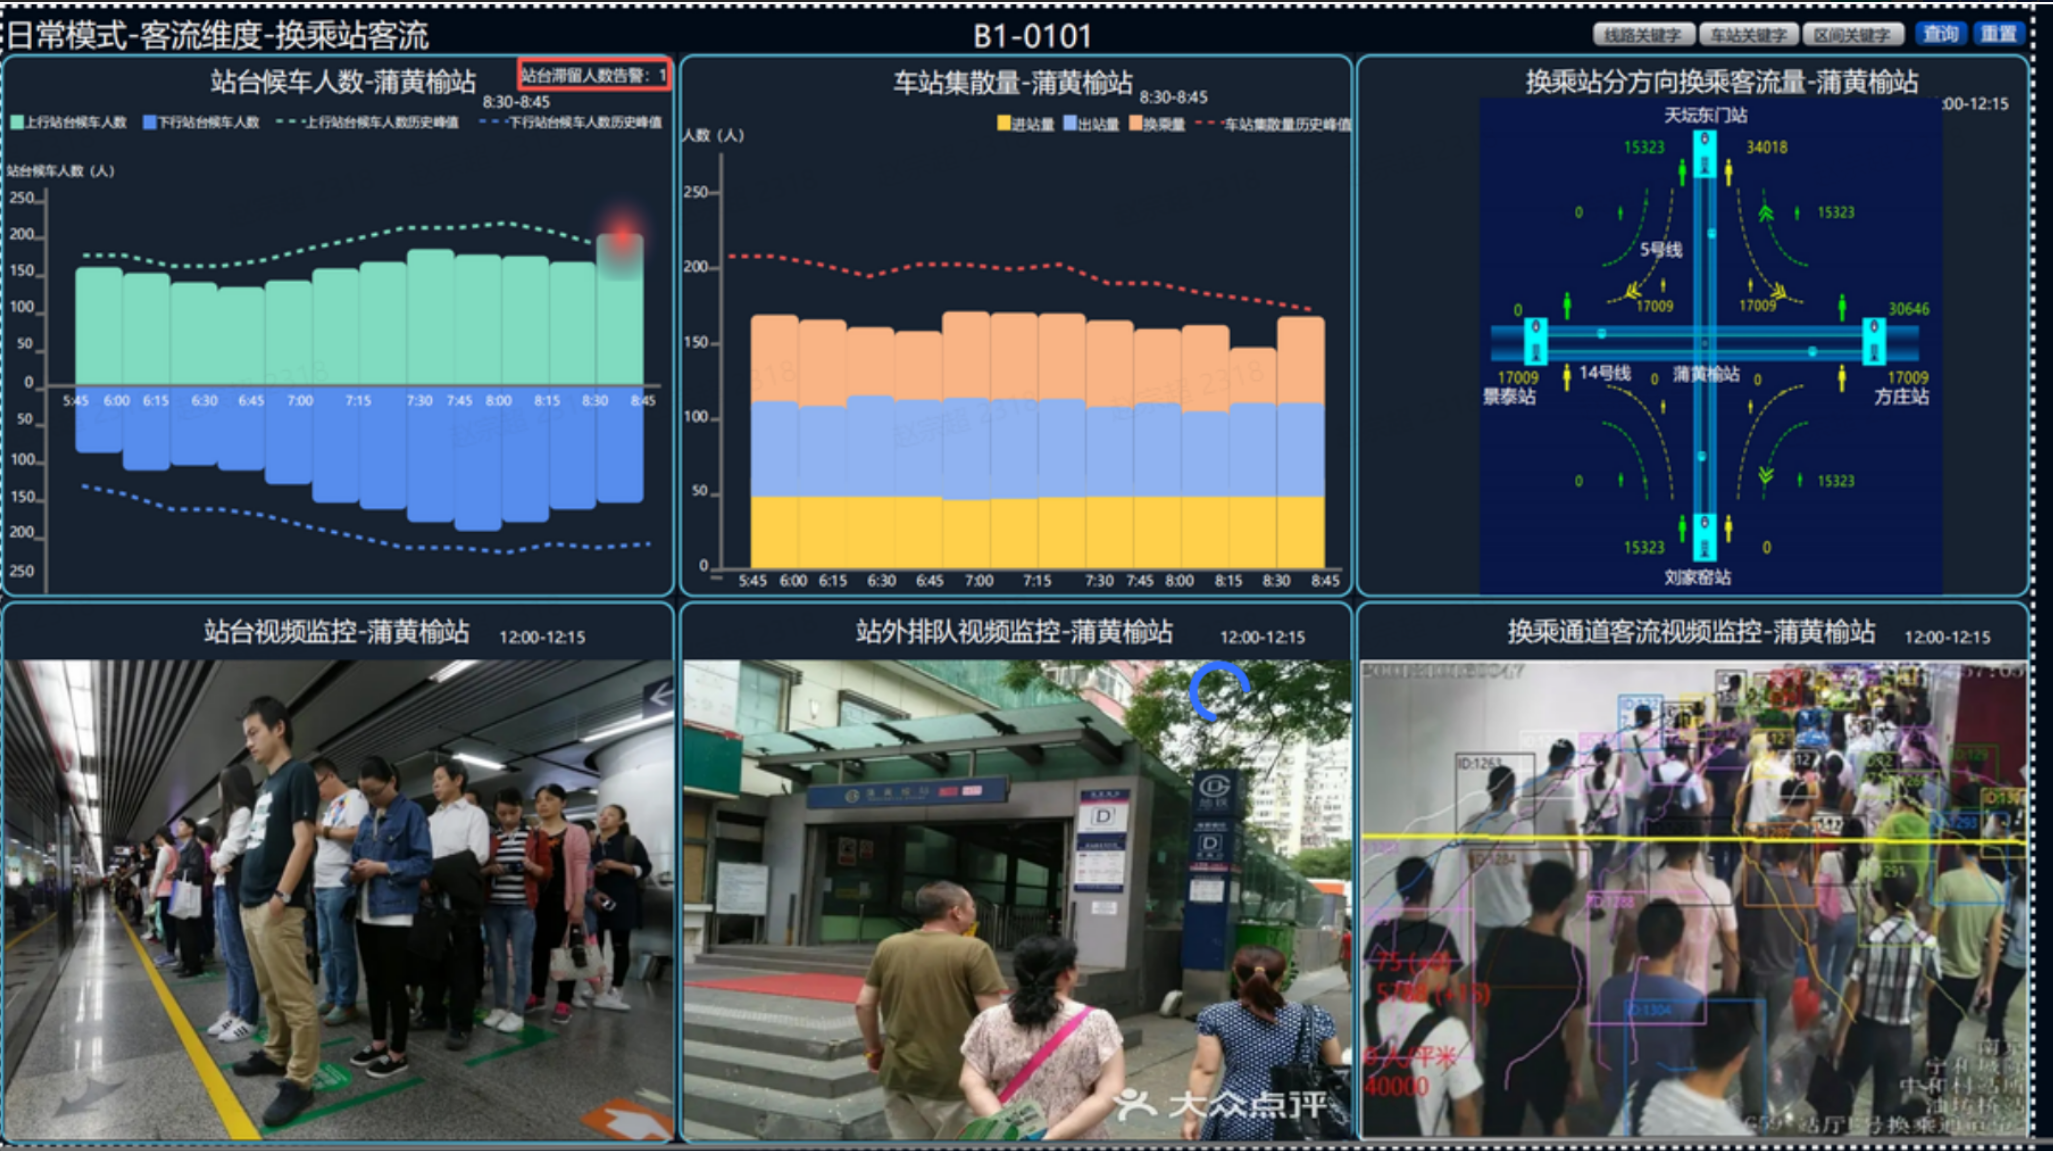 日常模式-客流维度-换乘站客流
B1-0101
线路关键字
车站关键字
区间关键字
查询
重置
站台候车人数-蒲黄榆站
站台滞留人数告警：1
8:30-8:45
上行站台候车人数
下行站台候车人数
上行站台候车人数历史峰值
下行站台候车人数历史峰值
站台候车人数（人）
250
200
150
100
50
0
5:45 6:00 6:15 6:30 6:45 7:00 7:15 7:30 7:45 8:00 8:15 8:30 8:45
50
100
150
200
250
车站集散量-蒲黄榆站
8:30-8:45
进站量
出站量
换乘量
车站集散量历史峰值
人数（人）
250
200
150
100
50
0
5:45 6:00 6:15 6:30 6:45 7:00 7:15 7:30 7:45 8:00 8:15 8:30 8:45
赵宗超 2318
换乘站分方向换乘客流量-蒲黄榆站
:00-12:15
天坛东门站
15323
34018
0
15323
5号线
17009
17009
0
30646
17009
14号线
0
蒲黄榆站
0
17009
景泰站
方庄站
0
15323
15323
0
刘家窑站
站台视频监控-蒲黄榆站
12:00-12:15
站外排队视频监控-蒲黄榆站
12:00-12:15
D
地铁
D
大众点评
换乘通道客流视频监控-蒲黄榆站
12:00-12:15
ID:1263
ID:1284
ID:1288
ID:1304
5788 (+15)
人/平米
40000